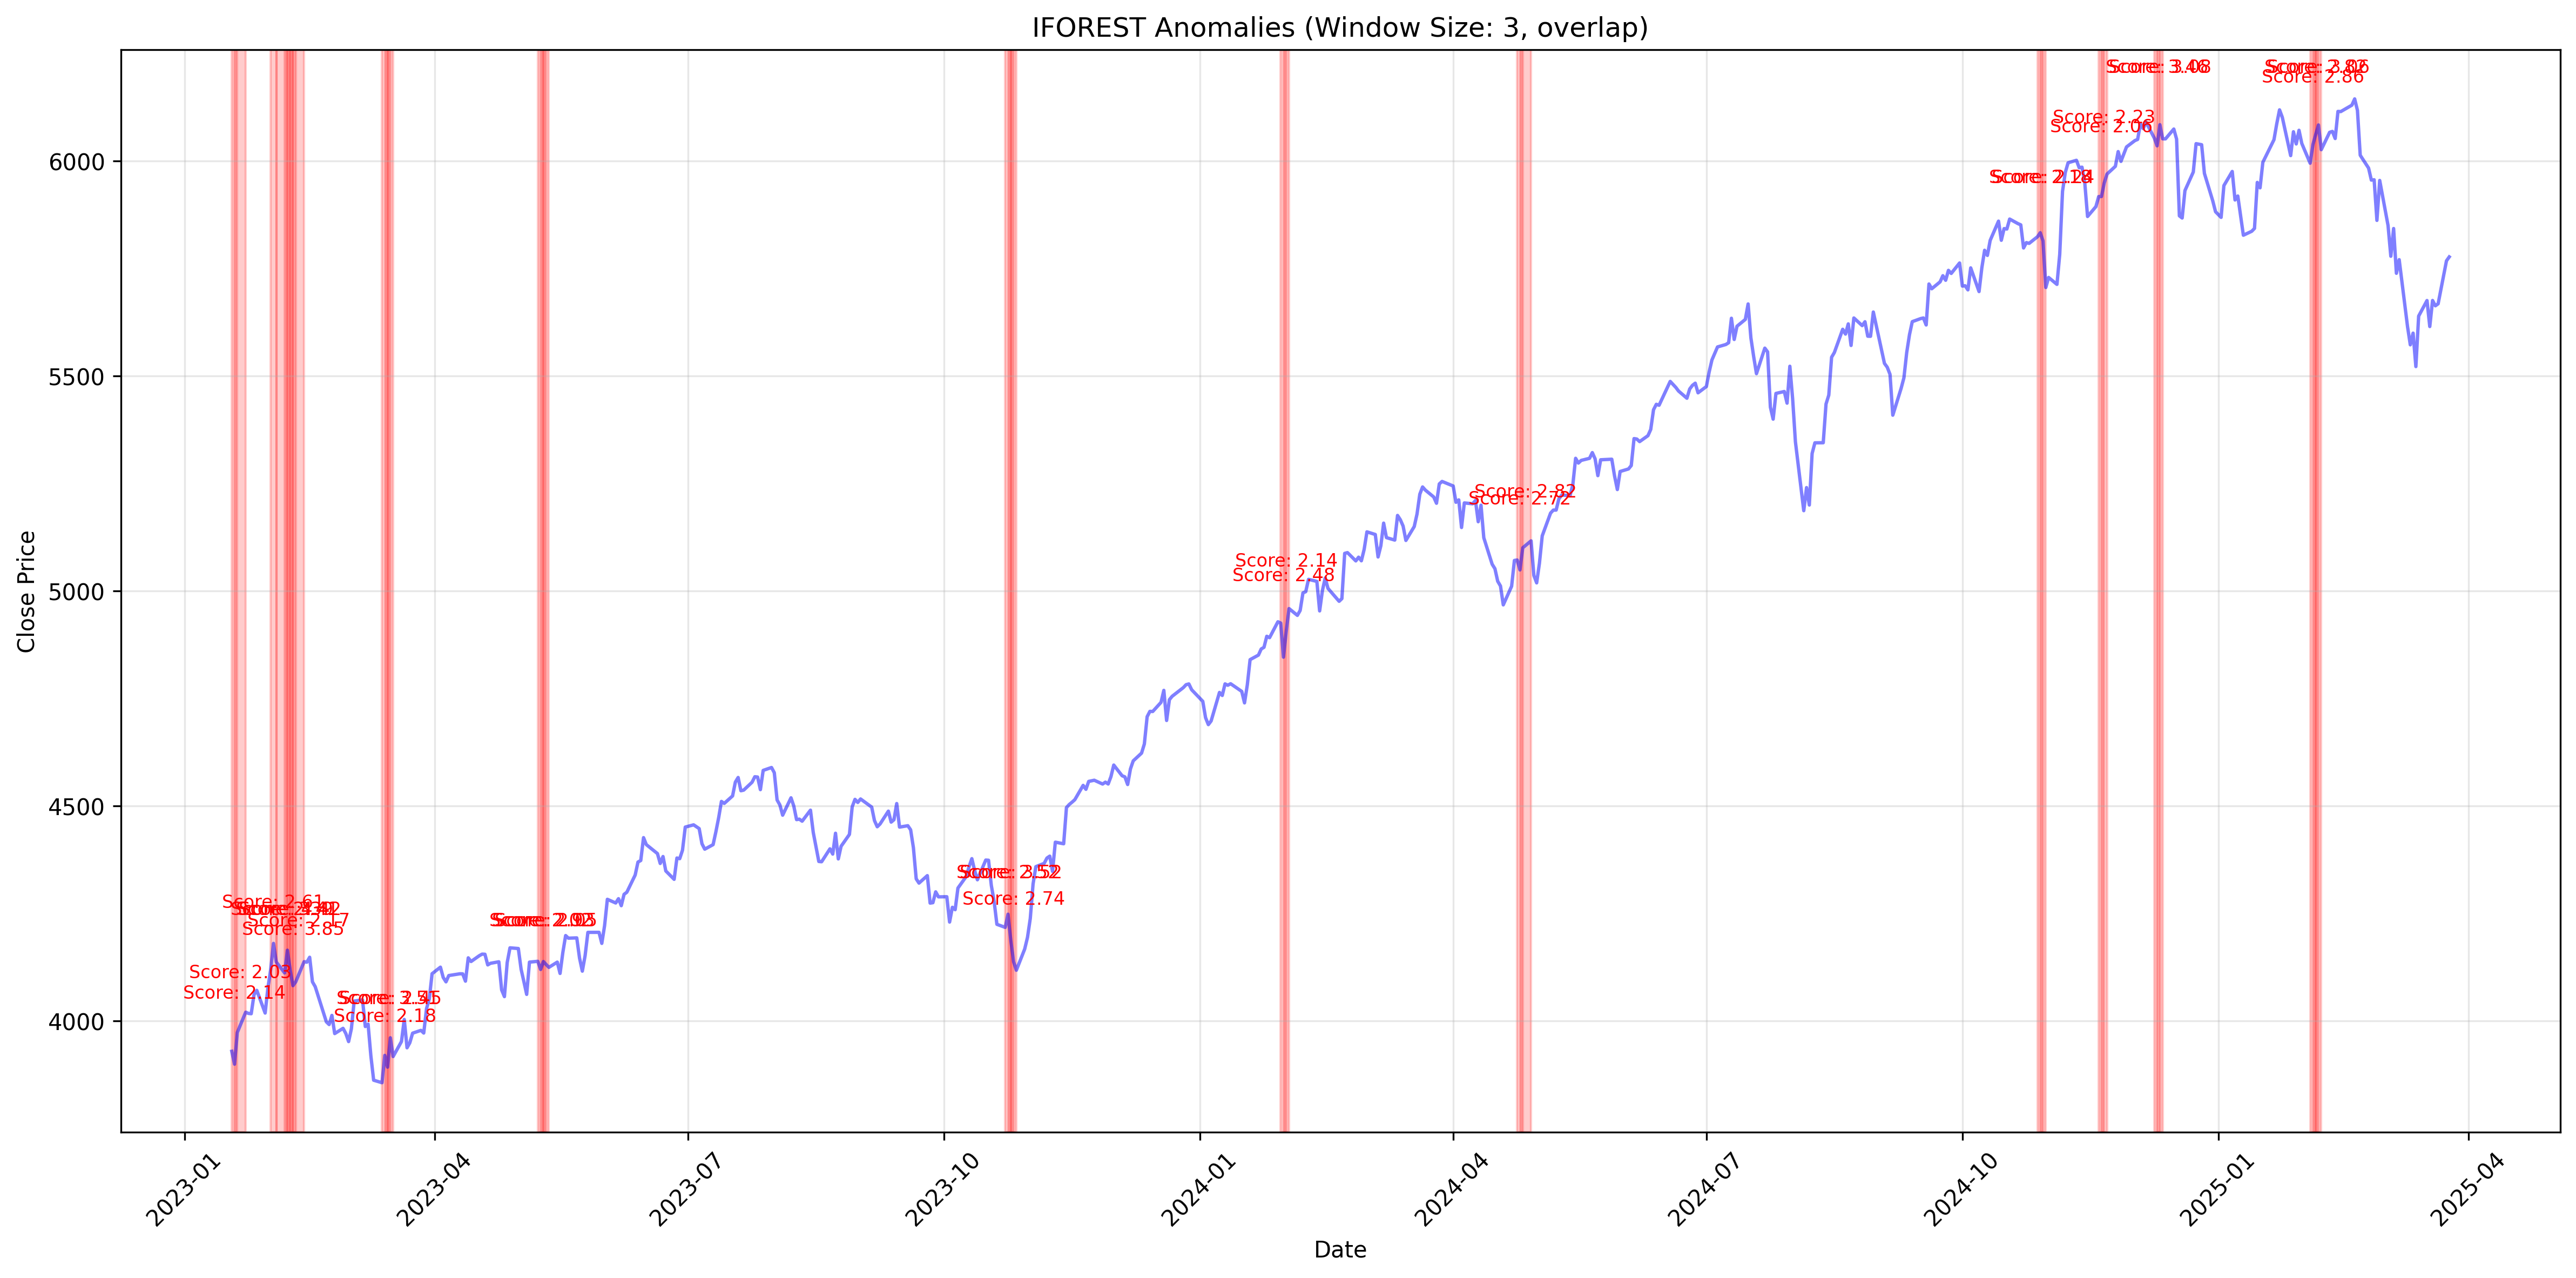 IFOREST Anomalies (Window Size: 3, overlap)
Close Price
6000
5500
5000
4500
4000
Score: 2.86
Score: 2.23
Score: 2.06
Score: 2.82
Score: 2.72
Score: 2.14
Score: 2.48
Score: 2.74
Score: 2.61
Score: 2.17
Score: 3.85
Score: 2.03
Score: 2.14
Score: 2.18
2023-01
2023-04
2023-07
2023-10
2024-01
2024-04
2024-07
2024-10
2025-01
2025-04
Date